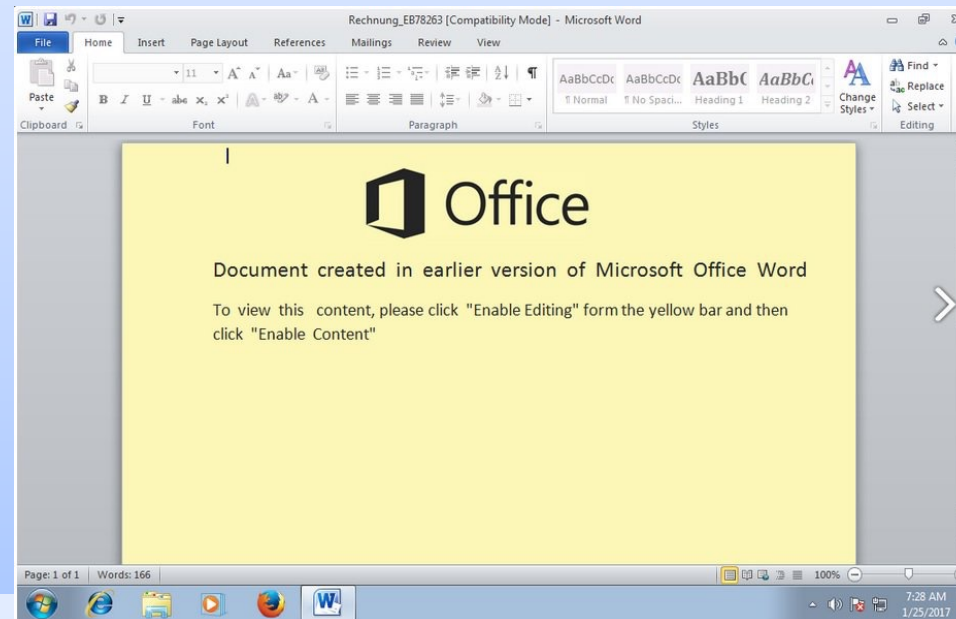 Rechnung_EB78263 [Compatibility Mode] - Microsoft Word
File Home Insert Page Layout References Mailings Review View
11 Aa
Find
Replace
Select
Paste
B I U abc x, x² A
AaBbCcDc AaBbCcDc AaBbC AaBbCc
¶ Normal ¶ No Spaci... Heading 1 Heading 2
Change Styles
Clipboard Font Paragraph Styles Editing
Office
Document created in earlier version of Microsoft Office Word
To view this content, please click "Enable Editing" form the yellow bar and then
click "Enable Content"
Page: 1 of 1 Words: 166 100%
7:28 AM
1/25/2017